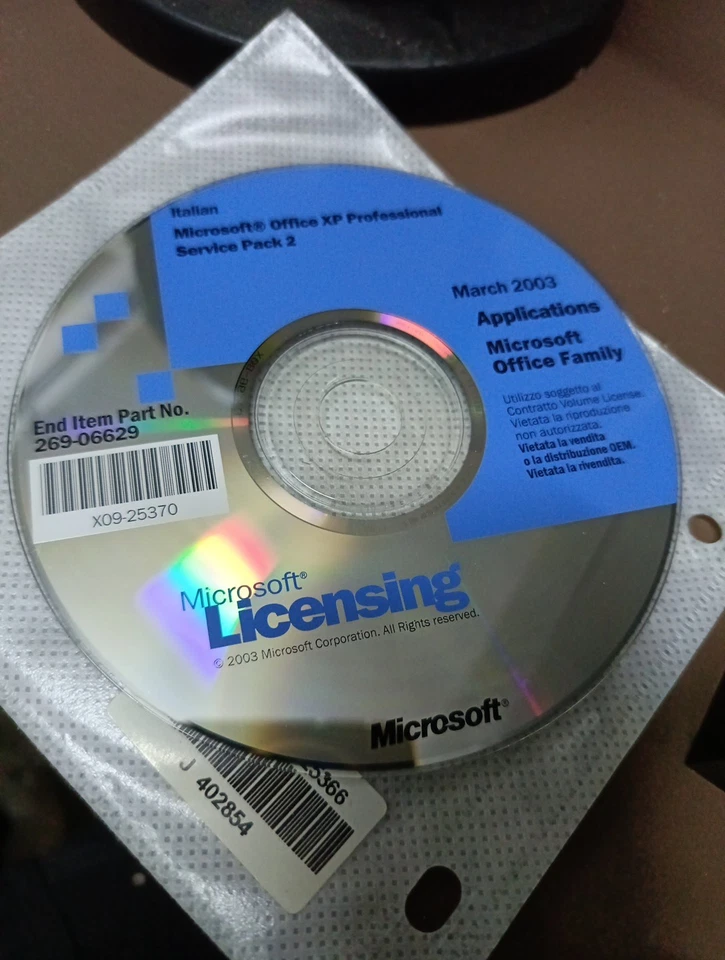 Italian
Microsoft® Office XP Professional
Service Pack 2
March 2003
Applications
Microsoft
Office Family
Utilizzo soggetto al
Contratto Volume License.
Vietata la riproduzione
non autorizzata.
Vietata la vendita
o la distribuzione OEM.
Vietata la rivendita.
End Item Part No.
269-06629
X09-25370
Microsoft®
Licensing
© 2003 Microsoft Corporation. All Rights reserved.
Microsoft®
25366
J 402854